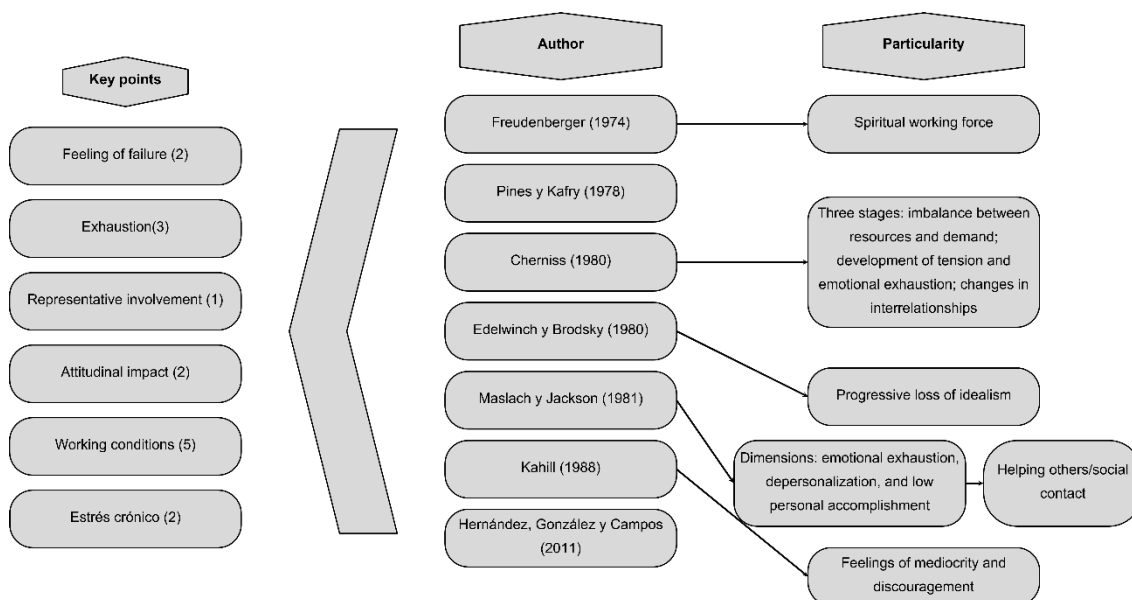 Key points
Feeling of failure (2)
Exhaustion(3)
Representative involvement (1)
Attitudinal impact (2)
Working conditions (5)
Estrés crónico (2)
Author
Freudenberger (1974)
Pines y Kafry (1978)
Cherniss (1980)
Edelwinch y Brodsky (1980)
Maslach y Jackson (1981)
Kahill (1988)
Hernández, González y Campos
(2011)
Particularity
Spiritual working force
Three stages: imbalance between
resources and demand;
development of tension and
emotional exhaustion; changes in
interrelationships
Progressive loss of idealism
Dimensions: emotional exhaustion,
depersonalization, and low
personal accomplishment
Helping others/social
contact
Feelings of mediocrity and
discouragement